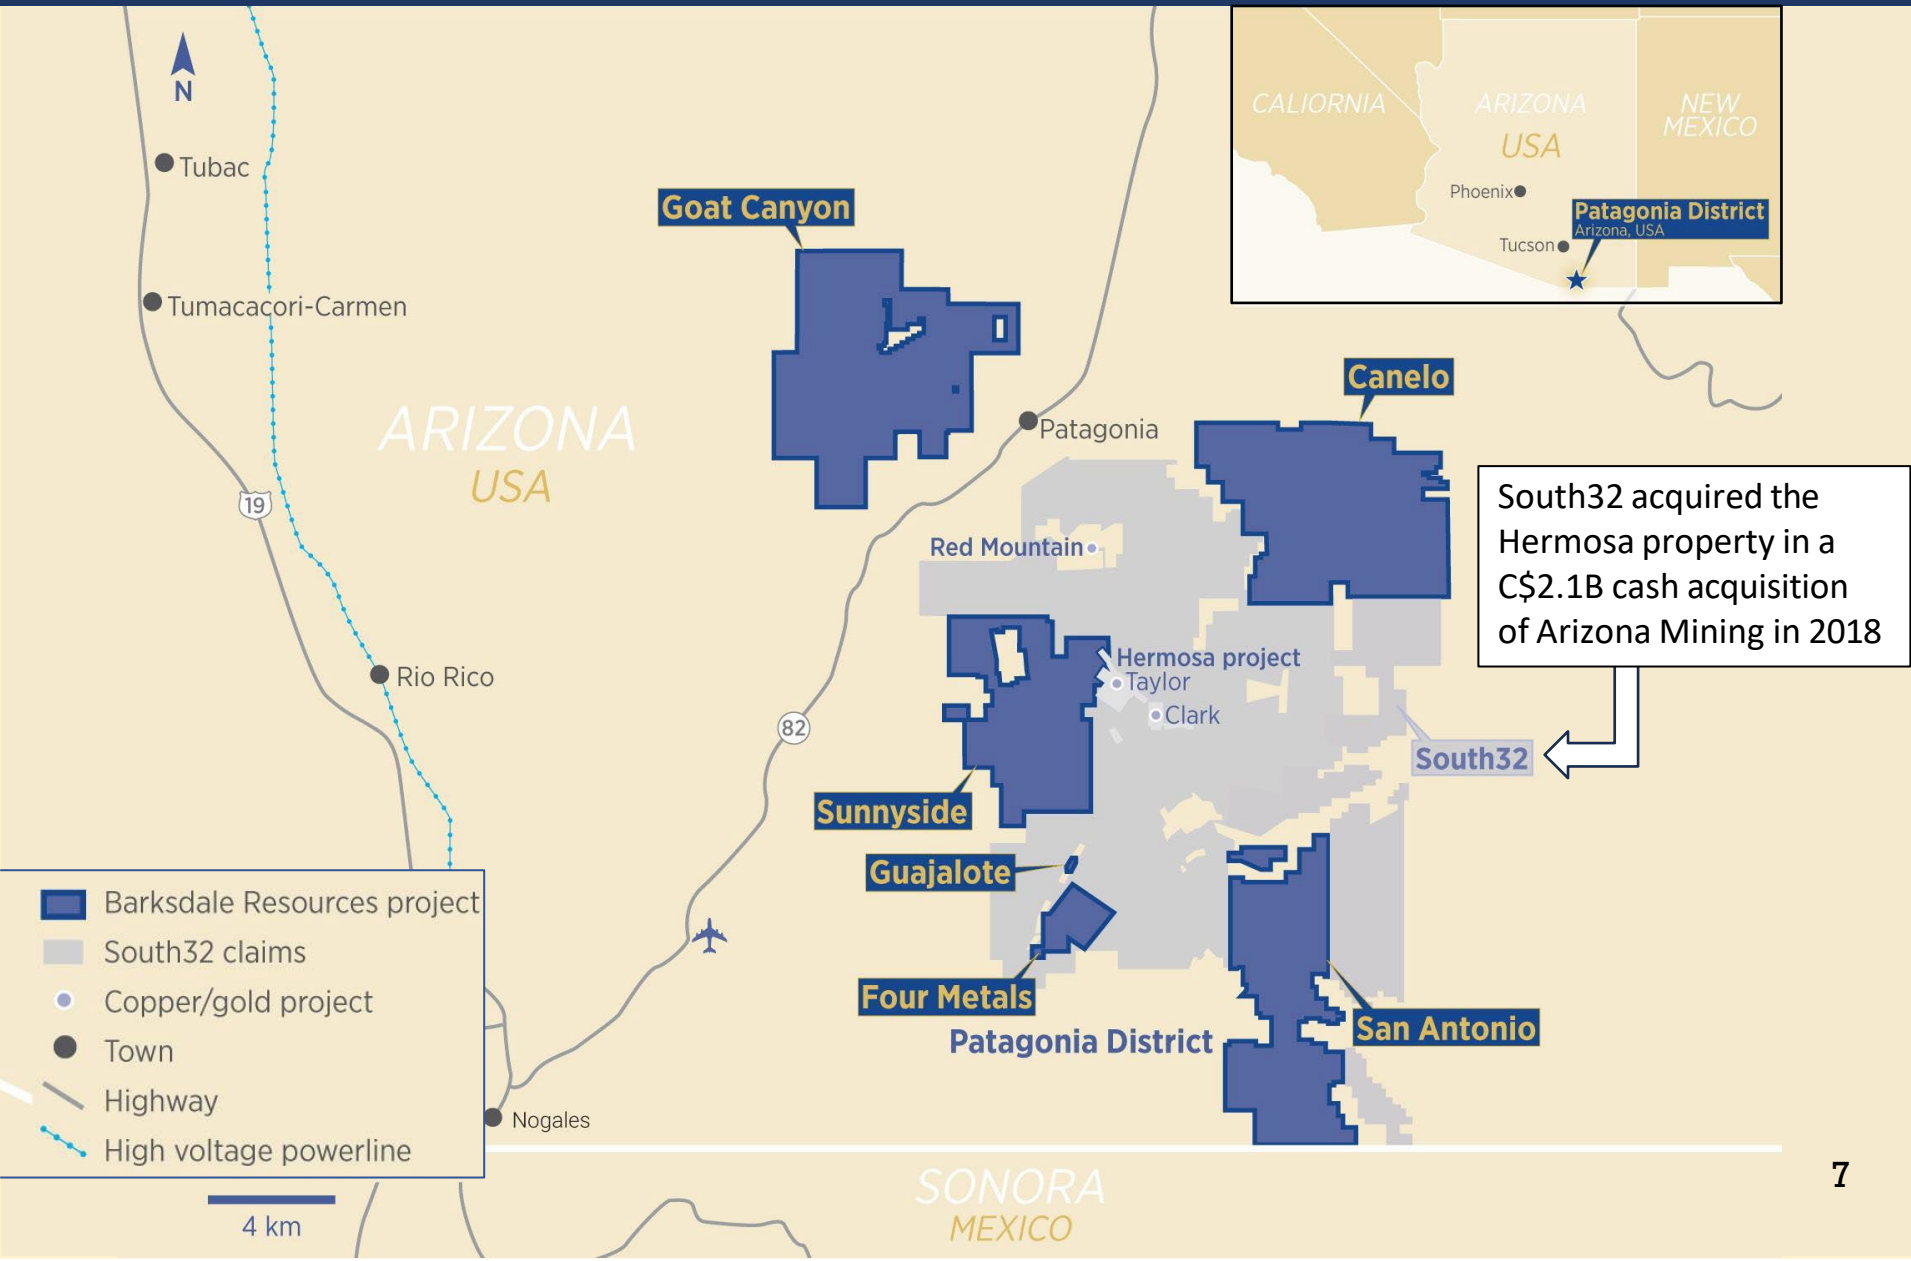 N
CALIORNIA
ARIZONA
NEW
MEXICO
USA
Phoenix
Patagonia District
Arizona, USA
Tucson
Tubac
Goat Canyon
Tumacacori-Carmen
Canelo
ARIZONA
USA
Patagonia
19
South32 acquired the
Hermosa property in a
C$2.1B cash acquisition
of Arizona Mining in 2018
Red Mountain
Hermosa project
Taylor
Clark
Rio Rico
82
South32
Sunnyside
Guajalote
Four Metals
San Antonio
Patagonia District
Barksdale Resources project
South32 claims
Copper/gold project
Town
Highway
High voltage powerline
Nogales
4 km
SONORA
MEXICO
7